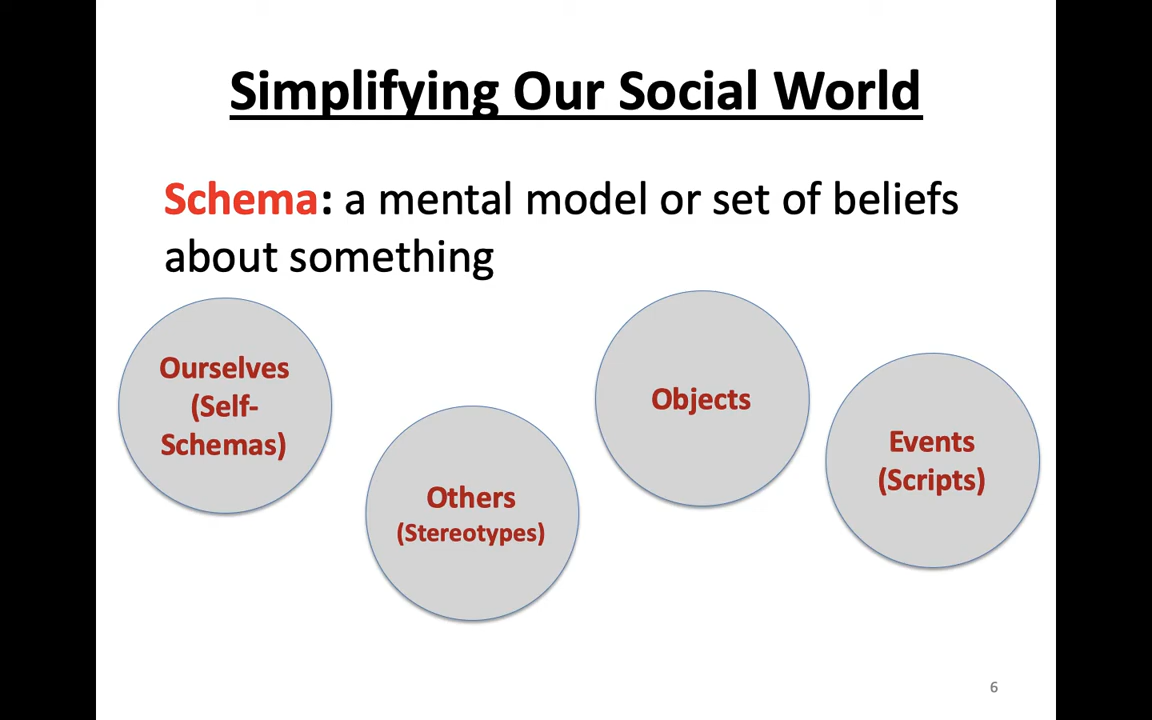 Simplifying Our Social World
Schema: a mental model or set of beliefs
about something
Ourselves
(Self-
Schemas)
Others
(Stereotypes)
Objects
Events
(Scripts)
6